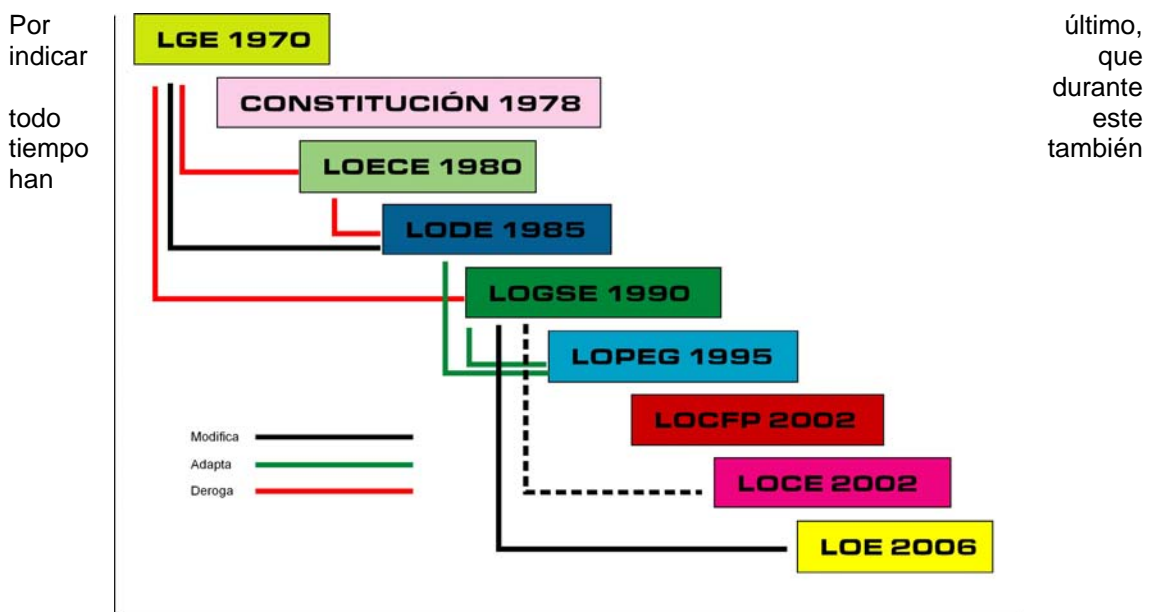 Por último,
indicar que
durante
todo este
tiempo también
han
LGE 1970
CONSTITUCIÓN 1978
LOECE 1980
LODE 1985
LOGSE 1990
LOPEG 1995
LOCFP 2002
LOCE 2002
LOE 2006
Modifica
Adapta
Deroga